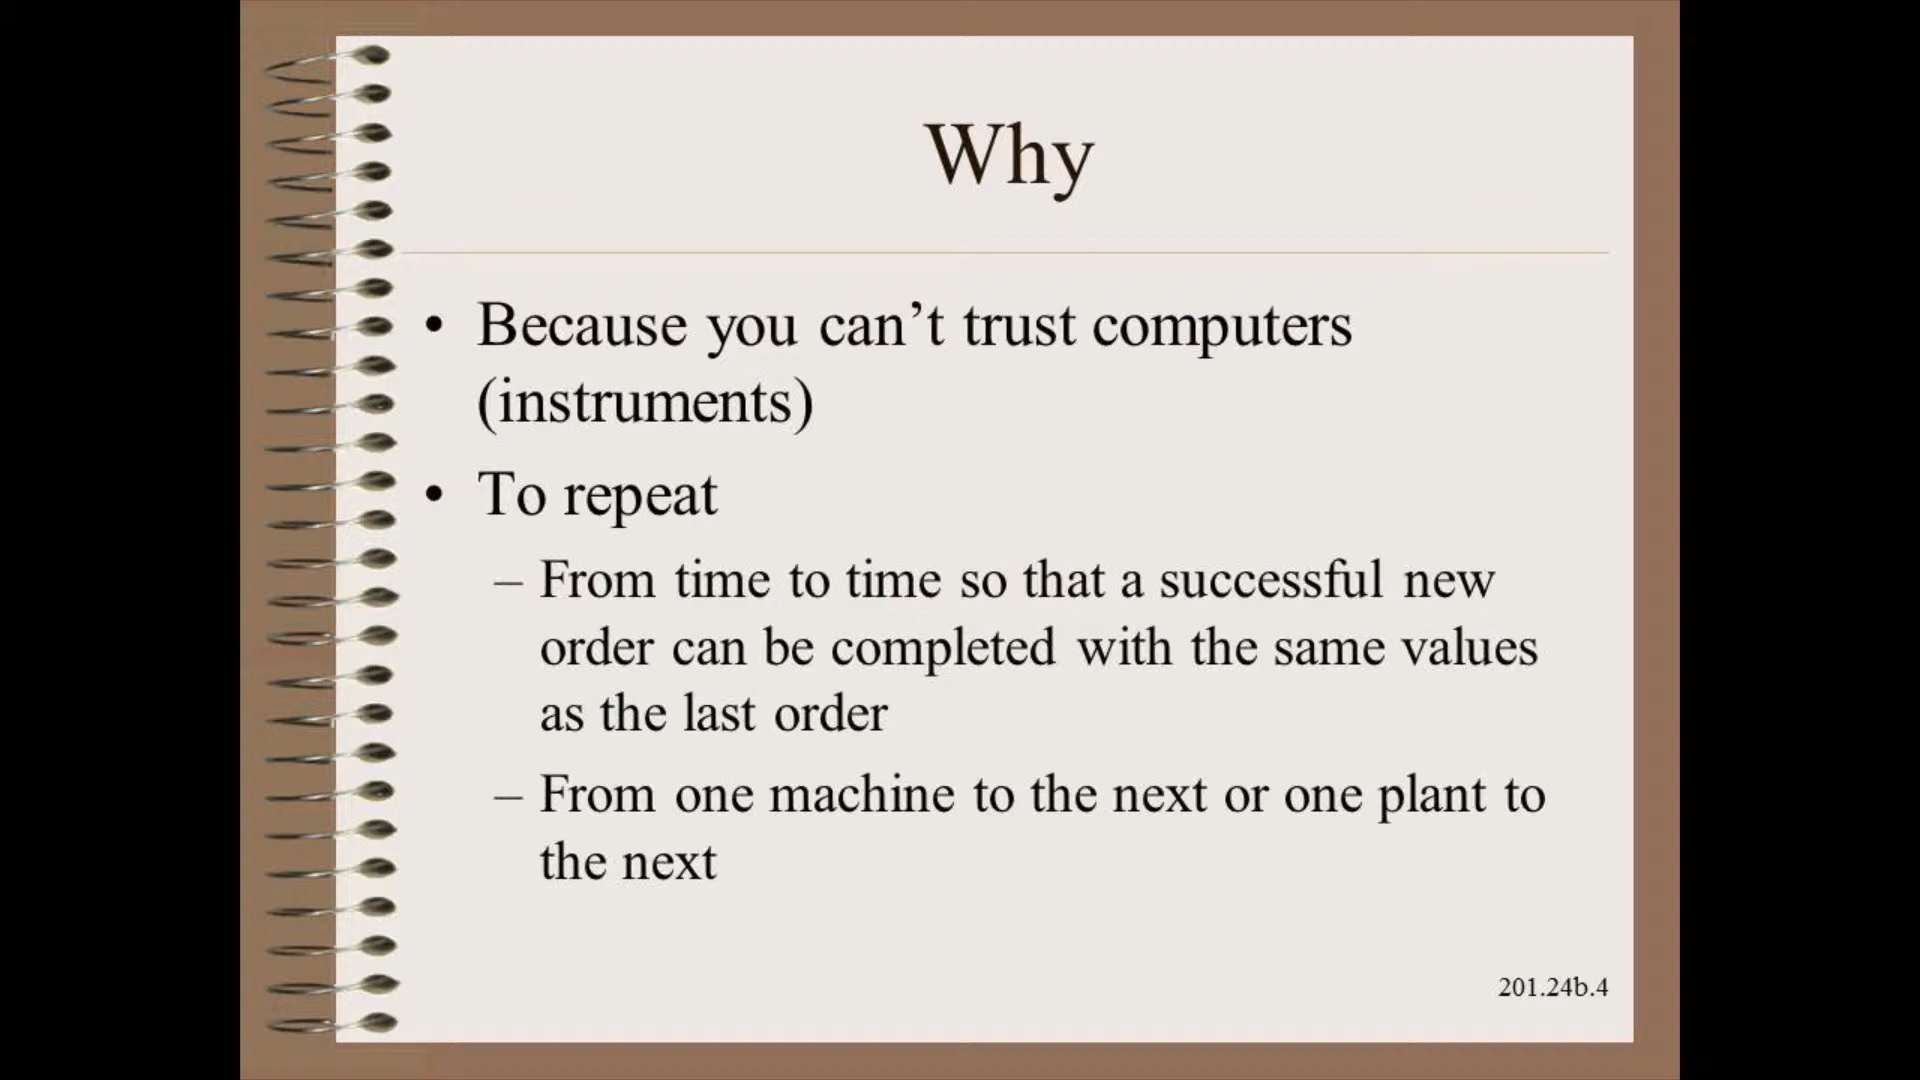 Why
• Because you can’t trust computers
(instruments)
• To repeat
– From time to time so that a successful new
order can be completed with the same values
as the last order
– From one machine to the next or one plant to
the next
201.24b.4